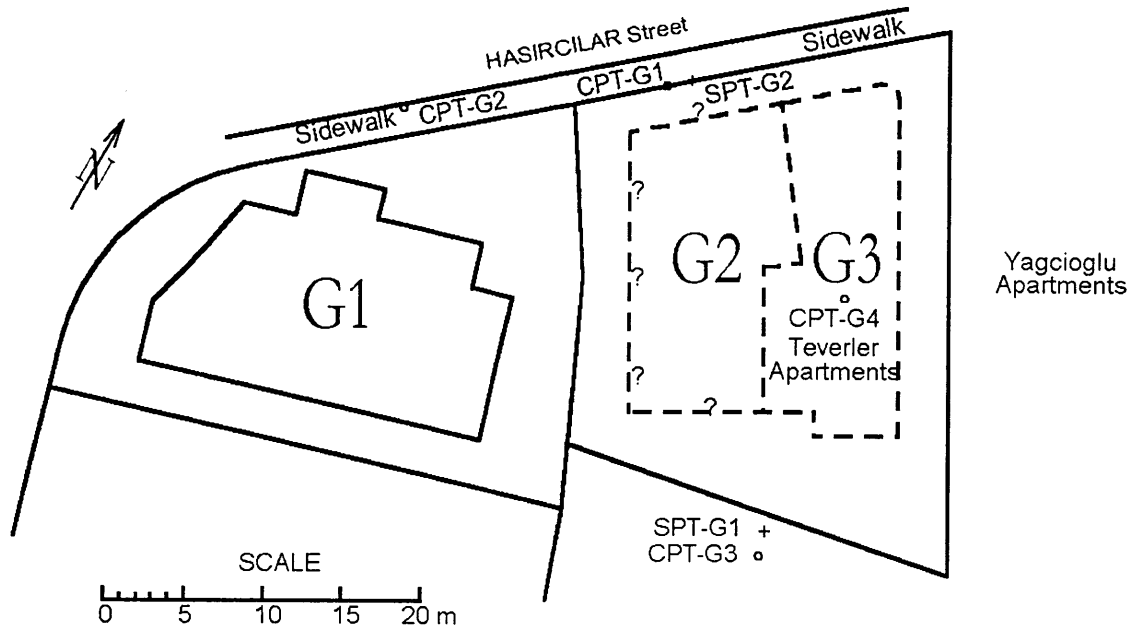 HASIRCILAR Street
Sidewalk
CPT-G1
SPT-G2
Sidewalk CPT-G2
?
N
?
G1
G2
G3
Yagcioglu
Apartments
?
CPT-G4
Teverler
Apartments
?
?
SPT-G1
CPT-G3
SCALE
0 5 10 15 20 m